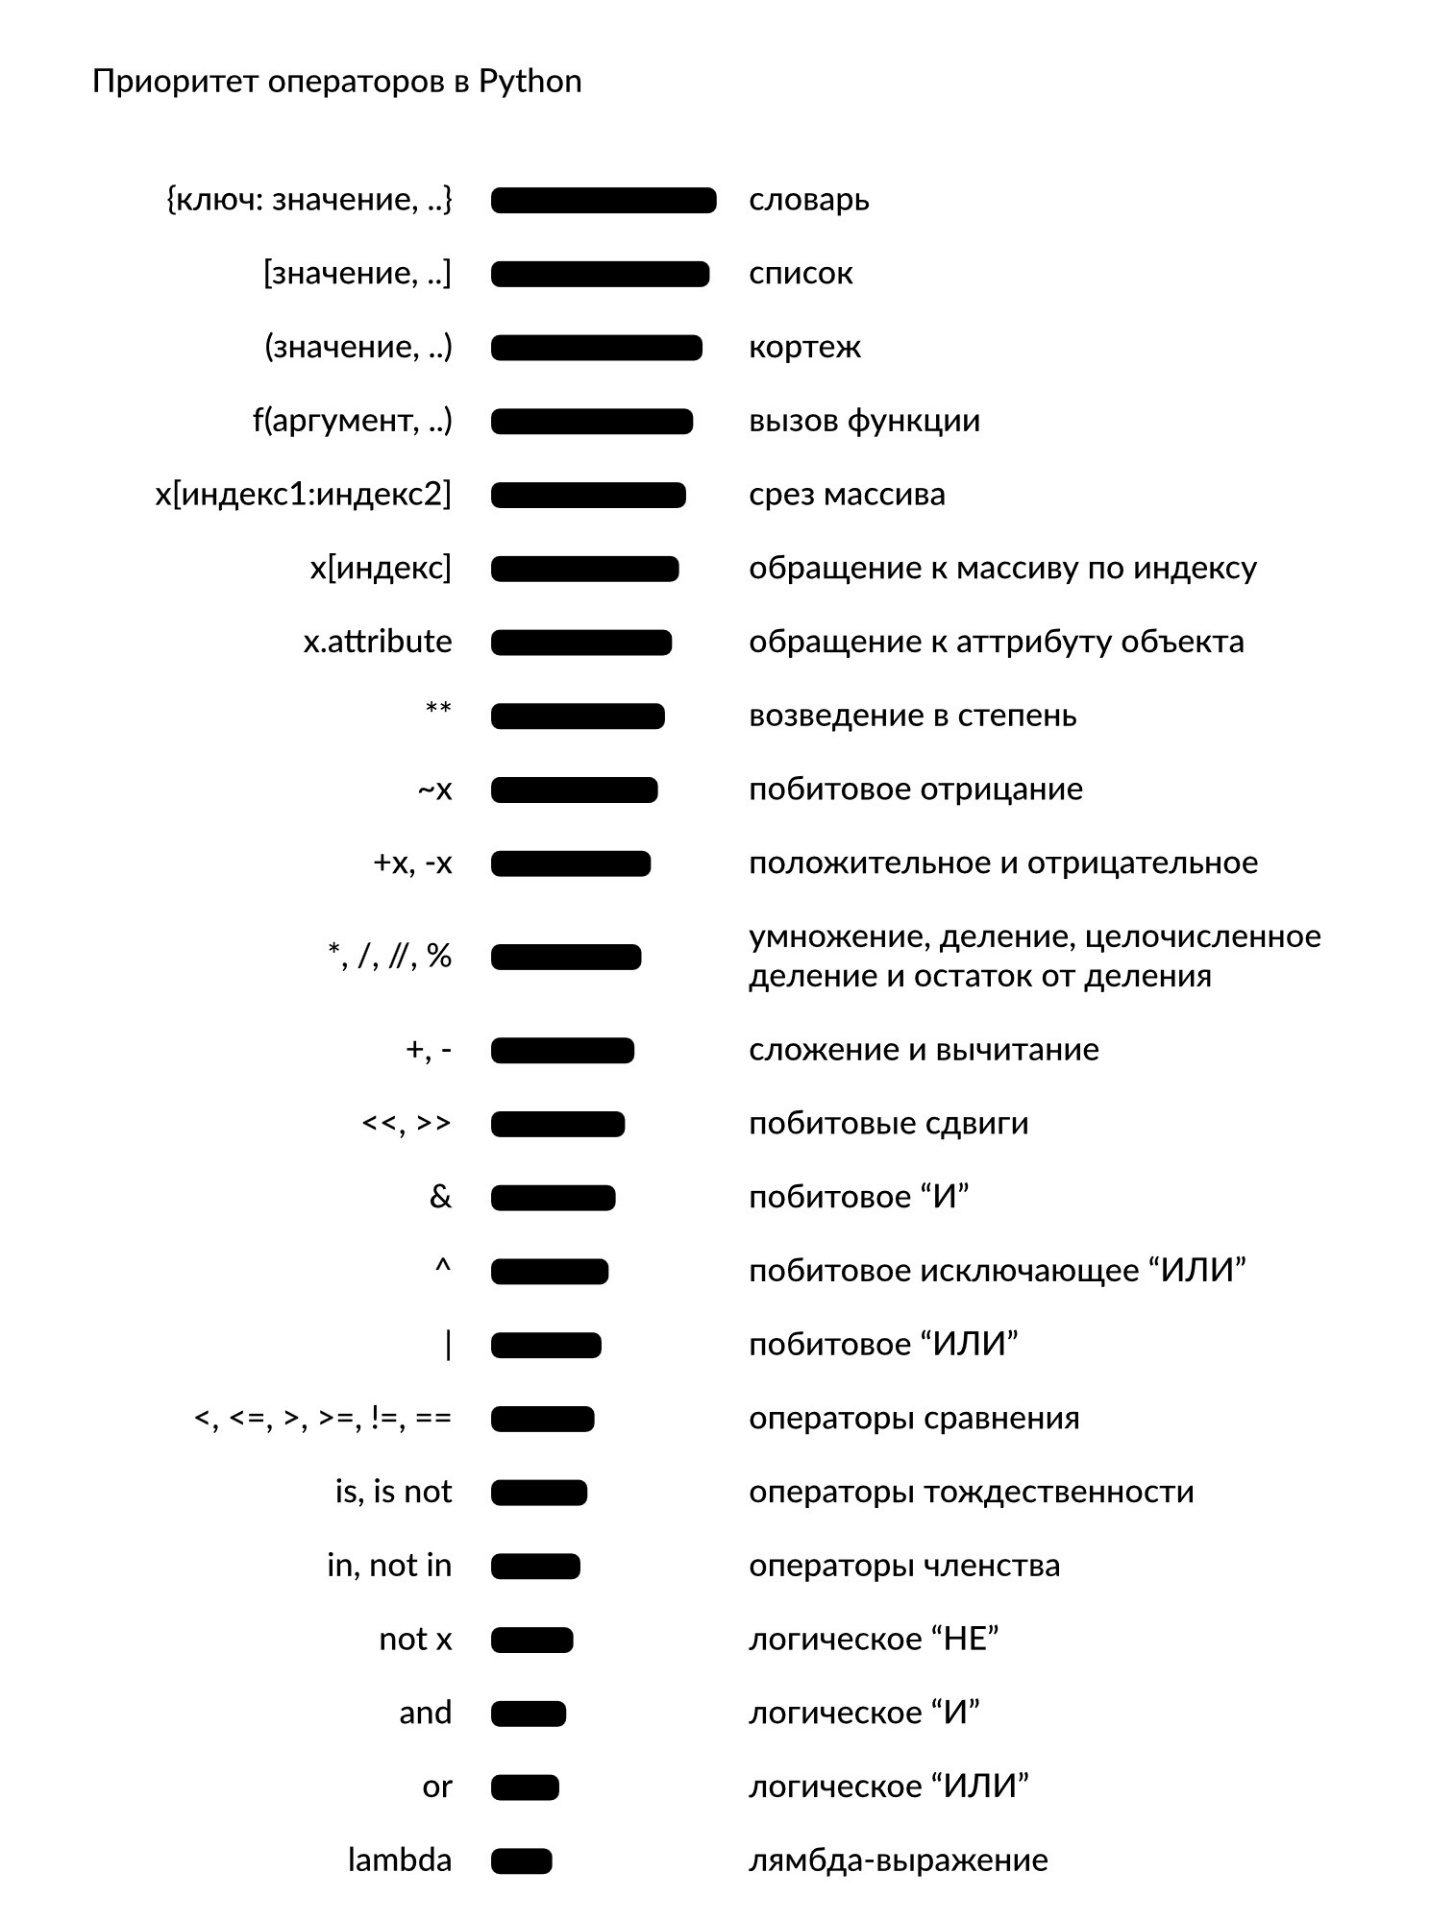 Приоритет операторов в Python
{ключ: значение, ..} словарь
[значение, ..] список
(значение, ..) кортеж
f(аргумент, ..) вызов функции
x[индекс1:индекс2] срез массива
x[индекс] обращение к массиву по индексу
x.attribute обращение к аттрибуту объекта
** возведение в степень
~x побитовое отрицание
+x, -x положительное и отрицательное
*, /, //, % умножение, деление, целочисленное
деление и остаток от деления
+, - сложение и вычитание
<<, >> побитовые сдвиги
& побитовое “И”
^ побитовое исключающее “ИЛИ”
| побитовое “ИЛИ”
<, <=, >, >=, !=, == операторы сравнения
is, is not операторы тождественности
in, not in операторы членства
not x логическое “НЕ”
and логическое “И”
or логическое “ИЛИ”
lambda лямбда-выражение